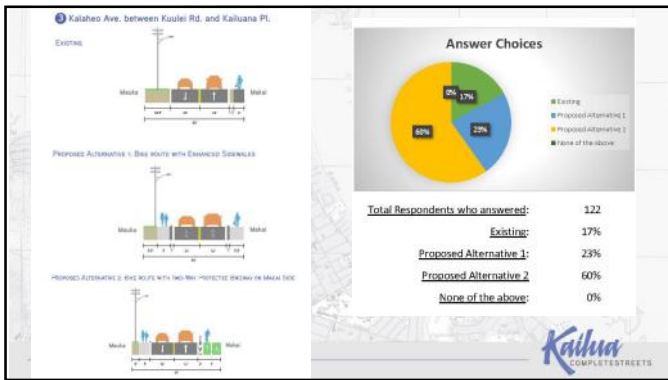 3 Kalaheo Ave. between Kuulei Rd. and Kailuana Pl.
EXISTING
Mauka
Makai
PROPOSED ALTERNATIVE 1: BIKE ROUTE WITH ENHANCED SIDEWALKS
Mauka
Makai
PROPOSED ALTERNATIVE 2: BIKE ROUTE WITH TWO-WAY PROTECTED BIKEWAY ON MAKAI SIDE
Mauka
Makai
Answer Choices
0%
17%
23%
60%
Existing
Proposed Alternative 1
Proposed Alternative 2
None of the above
Total Respondents who answered: 122
Existing: 17%
Proposed Alternative 1: 23%
Proposed Alternative 2 60%
None of the above: 0%
Kailua
COMPLETESTREETS